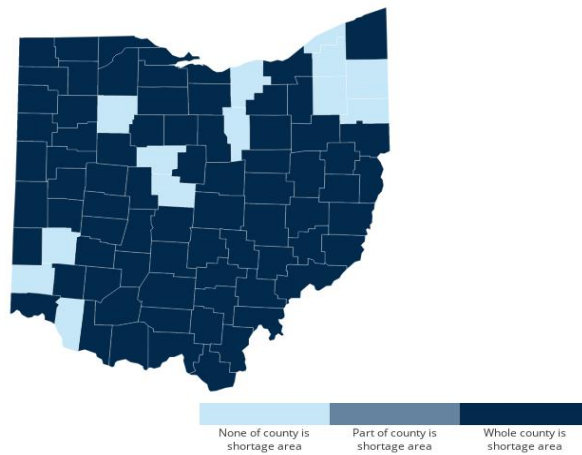 None of county is
shortage area
Part of county is
shortage area
Whole county is
shortage area